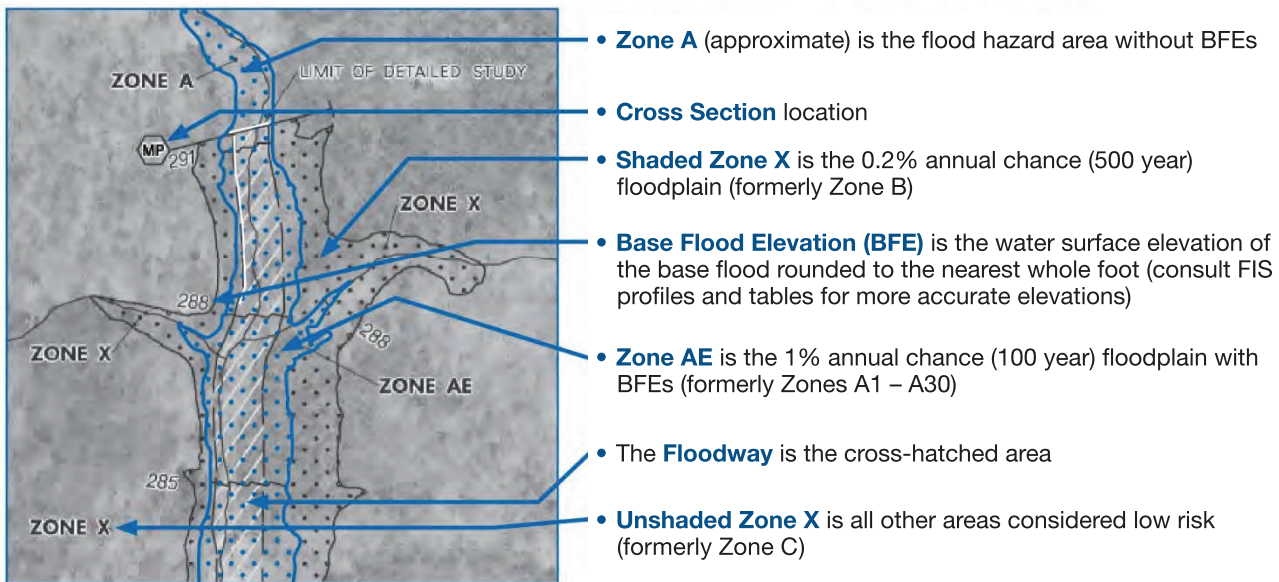 ZONE A
LIMIT OF DETAILED STUDY
MP
291
ZONE X
288
288
ZONE X
ZONE AE
285
ZONE X
• Zone A (approximate) is the flood hazard area without BFEs
• Cross Section location
• Shaded Zone X is the 0.2% annual chance (500 year)
floodplain (formerly Zone B)
• Base Flood Elevation (BFE) is the water surface elevation of
the base flood rounded to the nearest whole foot (consult FIS
profiles and tables for more accurate elevations)
• Zone AE is the 1% annual chance (100 year) floodplain with
BFEs (formerly Zones A1 – A30)
• The Floodway is the cross-hatched area
• Unshaded Zone X is all other areas considered low risk
(formerly Zone C)